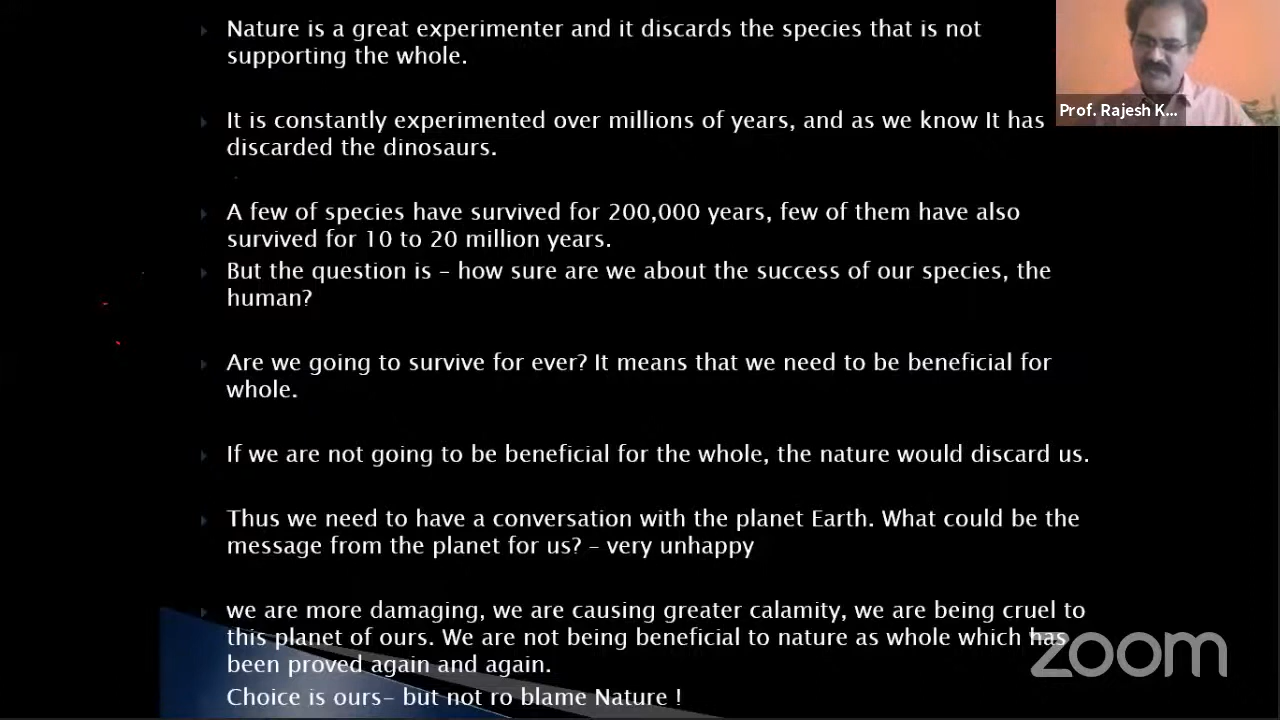 Nature is a great experimenter and it discards the species that is not
supporting the whole.
Prof. Rajesh K...
It is constantly experimented over millions of years, and as we know It has
discarded the dinosaurs.
A few of species have survived for 200,000 years, few of them have also
survived for 10 to 20 million years.
But the question is – how sure are we about the success of our species, the
human?
Are we going to survive for ever? It means that we need to be beneficial for
whole.
If we are not going to be beneficial for the whole, the nature would discard us.
Thus we need to have a conversation with the planet Earth. What could be the
message from the planet for us? – very unhappy
we are more damaging, we are causing greater calamity, we are being cruel to
this planet of ours. We are not being beneficial to nature as whole which has
been proved again and again.
Choice is ours– but not ro blame Nature !
zoom